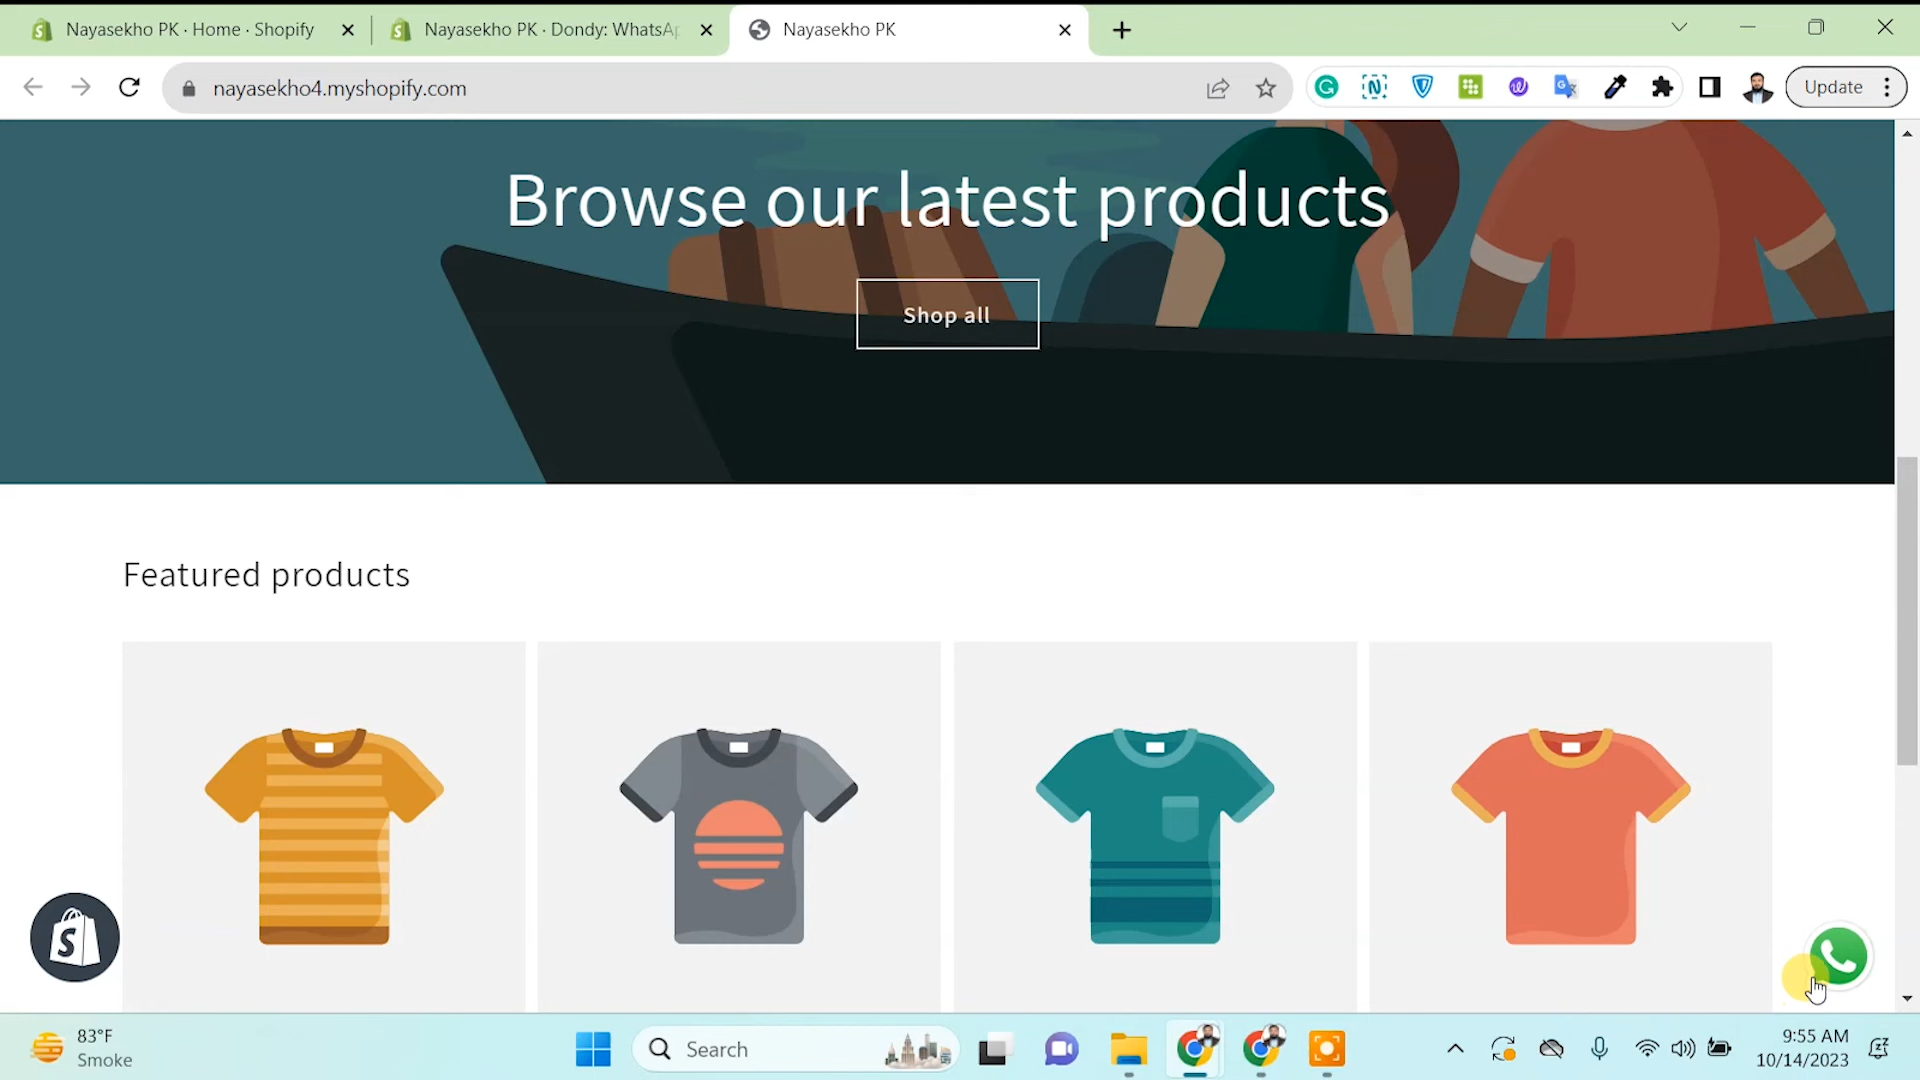 Nayasekho PK · Home · Shopify
Nayasekho PK · Dondy: WhatsAp
Nayasekho PK
nayasekho4.myshopify.com
Update
Browse our latest products
Shop all
Featured products
83°F
Smoke
Search
9:55 AM
10/14/2023